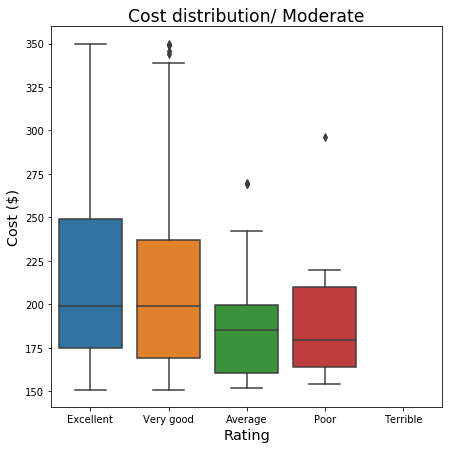 Cost distribution/ Moderate
350
325
300
275
250
225
200
175
150
Cost ($)
Excellent
Very good
Average
Poor
Terrible
Rating